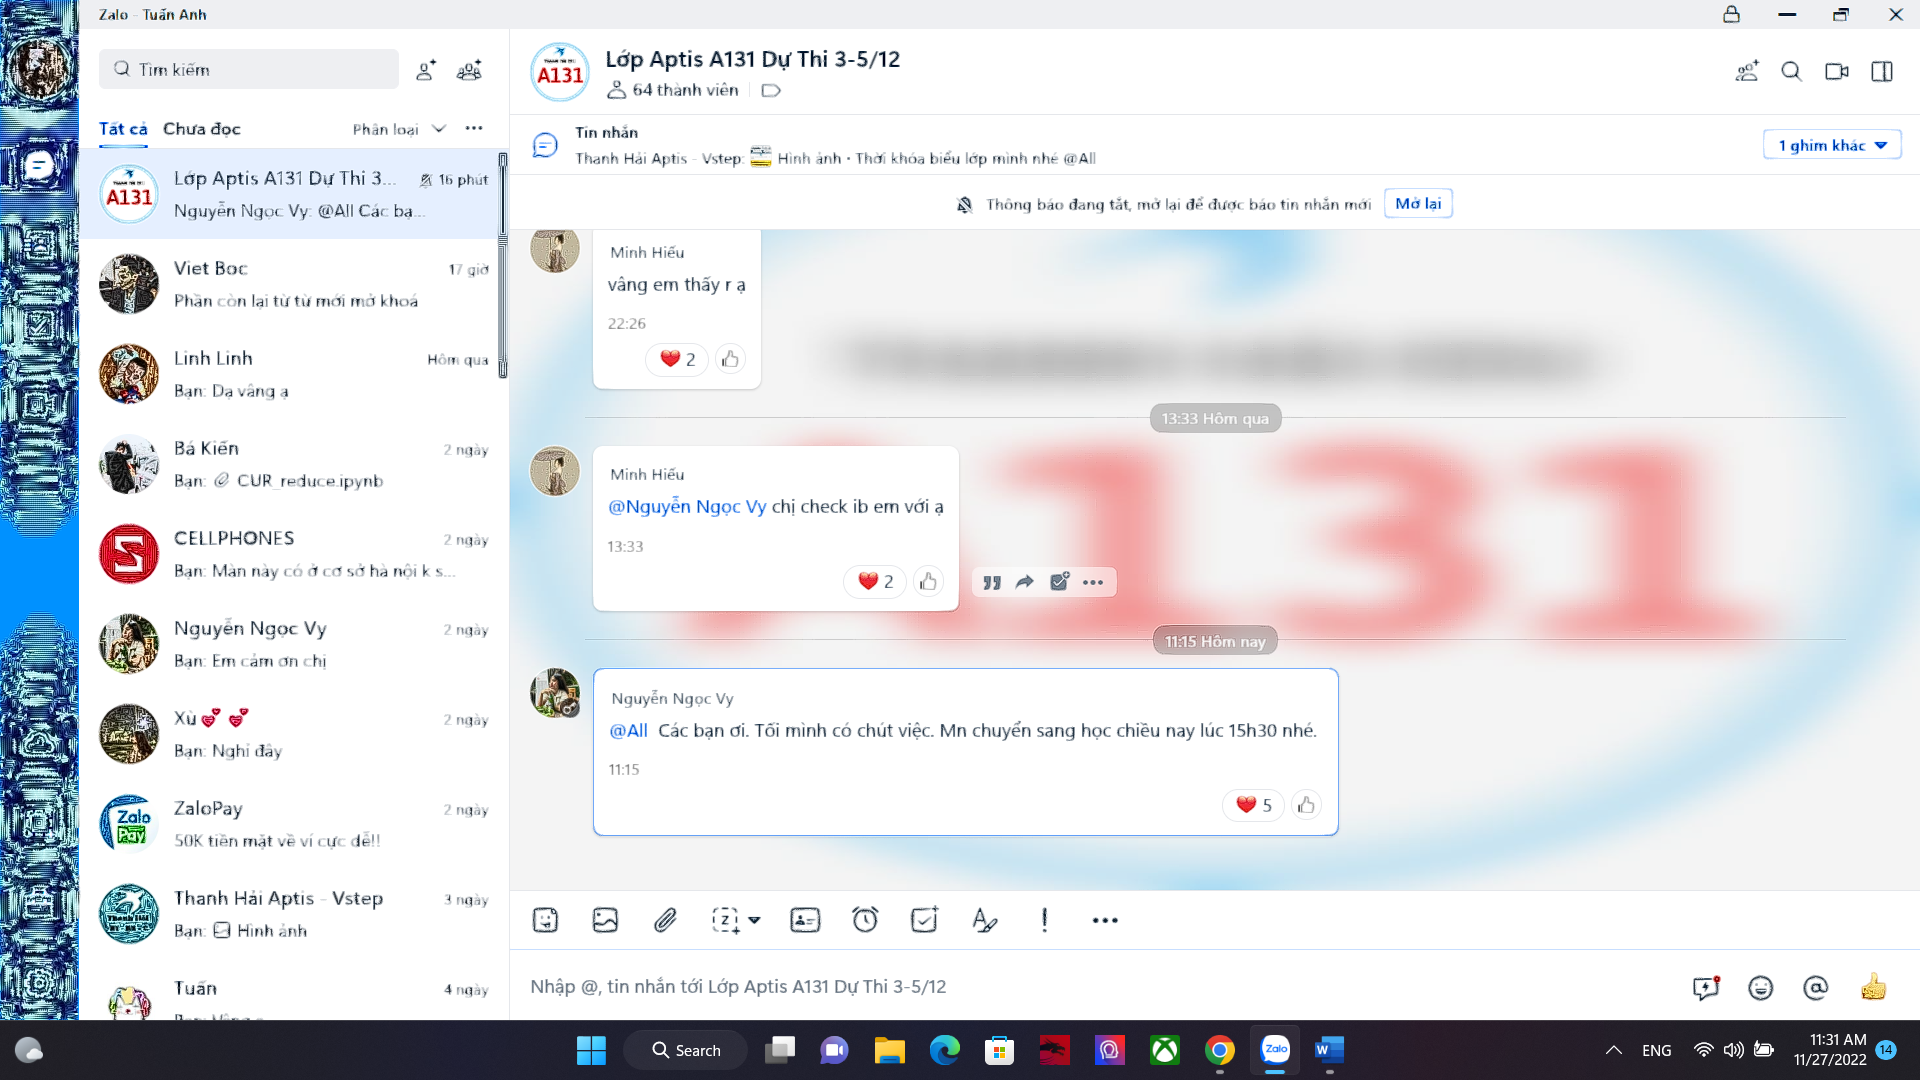 Zalo - Tuấn Anh
Tìm kiếm
Tất cả Chưa đọc Phân loại
Lớp Aptis A131 Dự Thi 3... 16 phút
Nguyễn Ngọc Vy: @All Các bạ...
A131
Viet Boc 17 giờ
Phần còn lại từ từ mới mở khoá
Linh Linh Hôm qua
Bạn: Dạ vâng ạ
Bá Kiến 2 ngày
Bạn: CUR_reduce.ipynb
CELLPHONES 2 ngày
Bạn: Màn này có ở cơ sở hà nội k s...
Nguyễn Ngọc Vy 2 ngày
Bạn: Em cảm ơn chị
Xù 2 ngày
Bạn: Nghỉ đây
ZaloPay 2 ngày
50K tiền mặt về ví cực dễ!!
Zalo
Pay
Thanh Hải Aptis - Vstep 3 ngày
Bạn: Hình ảnh
Tuấn 4 ngày
A131
Lớp Aptis A131 Dự Thi 3-5/12
64 thành viên
Tin nhắn
Thanh Hải Aptis - Vstep: Hình ảnh • Thời khóa biểu lớp mình nhé @All
1 ghim khác
Thông báo đang tắt, mở lại để được báo tin nhắn mới Mở lại
Minh Hiếu
vâng em thấy r ạ
22:26
2
13:33 Hôm qua
A131
Minh Hiếu
@Nguyễn Ngọc Vy chị check ib em với ạ
13:33
2
11:15 Hôm nay
Nguyễn Ngọc Vy
@All Các bạn ơi. Tối mình có chút việc. Mn chuyển sang học chiều nay lúc 15h30 nhé.
11:15
5
Nhập @, tin nhắn tới Lớp Aptis A131 Dự Thi 3-5/12
Search
Zalo
ENG
11:31 AM
11/27/2022
14